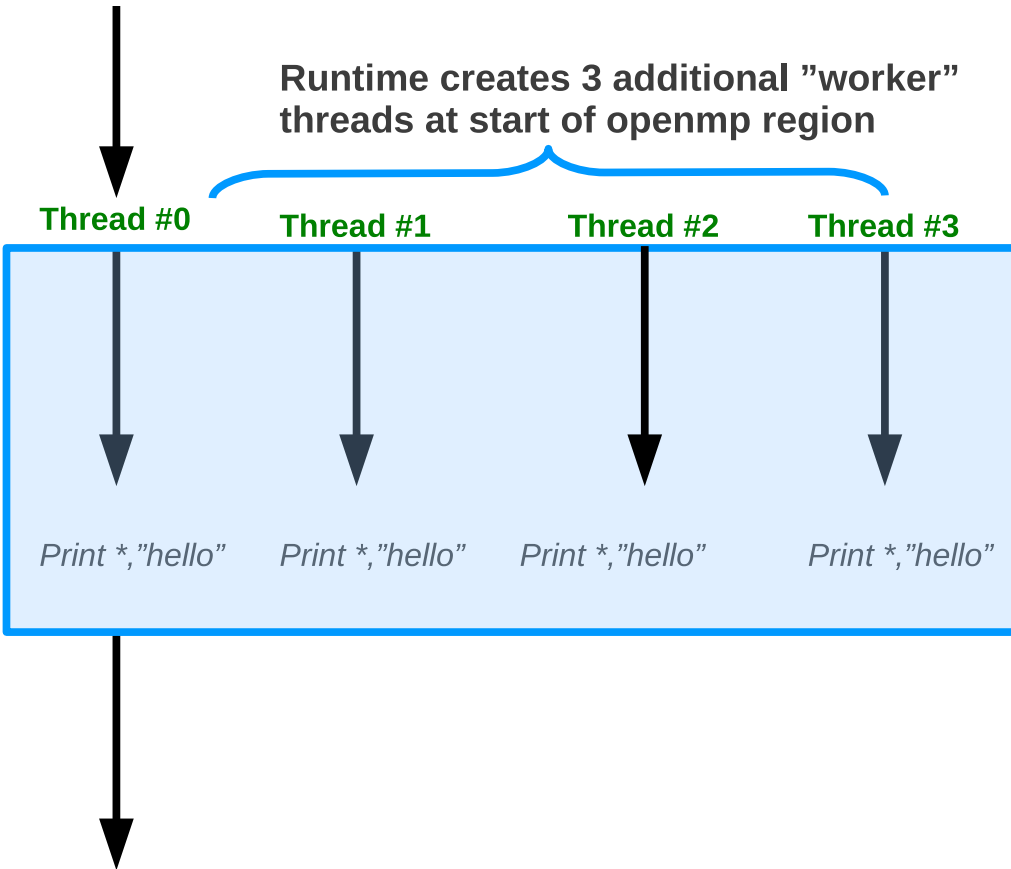 Runtime creates 3 additional ”worker”
threads at start of openmp region
Thread #0
Thread #1
Thread #2
Thread #3
Print *,”hello”
Print *,”hello”
Print *,”hello”
Print *,”hello”